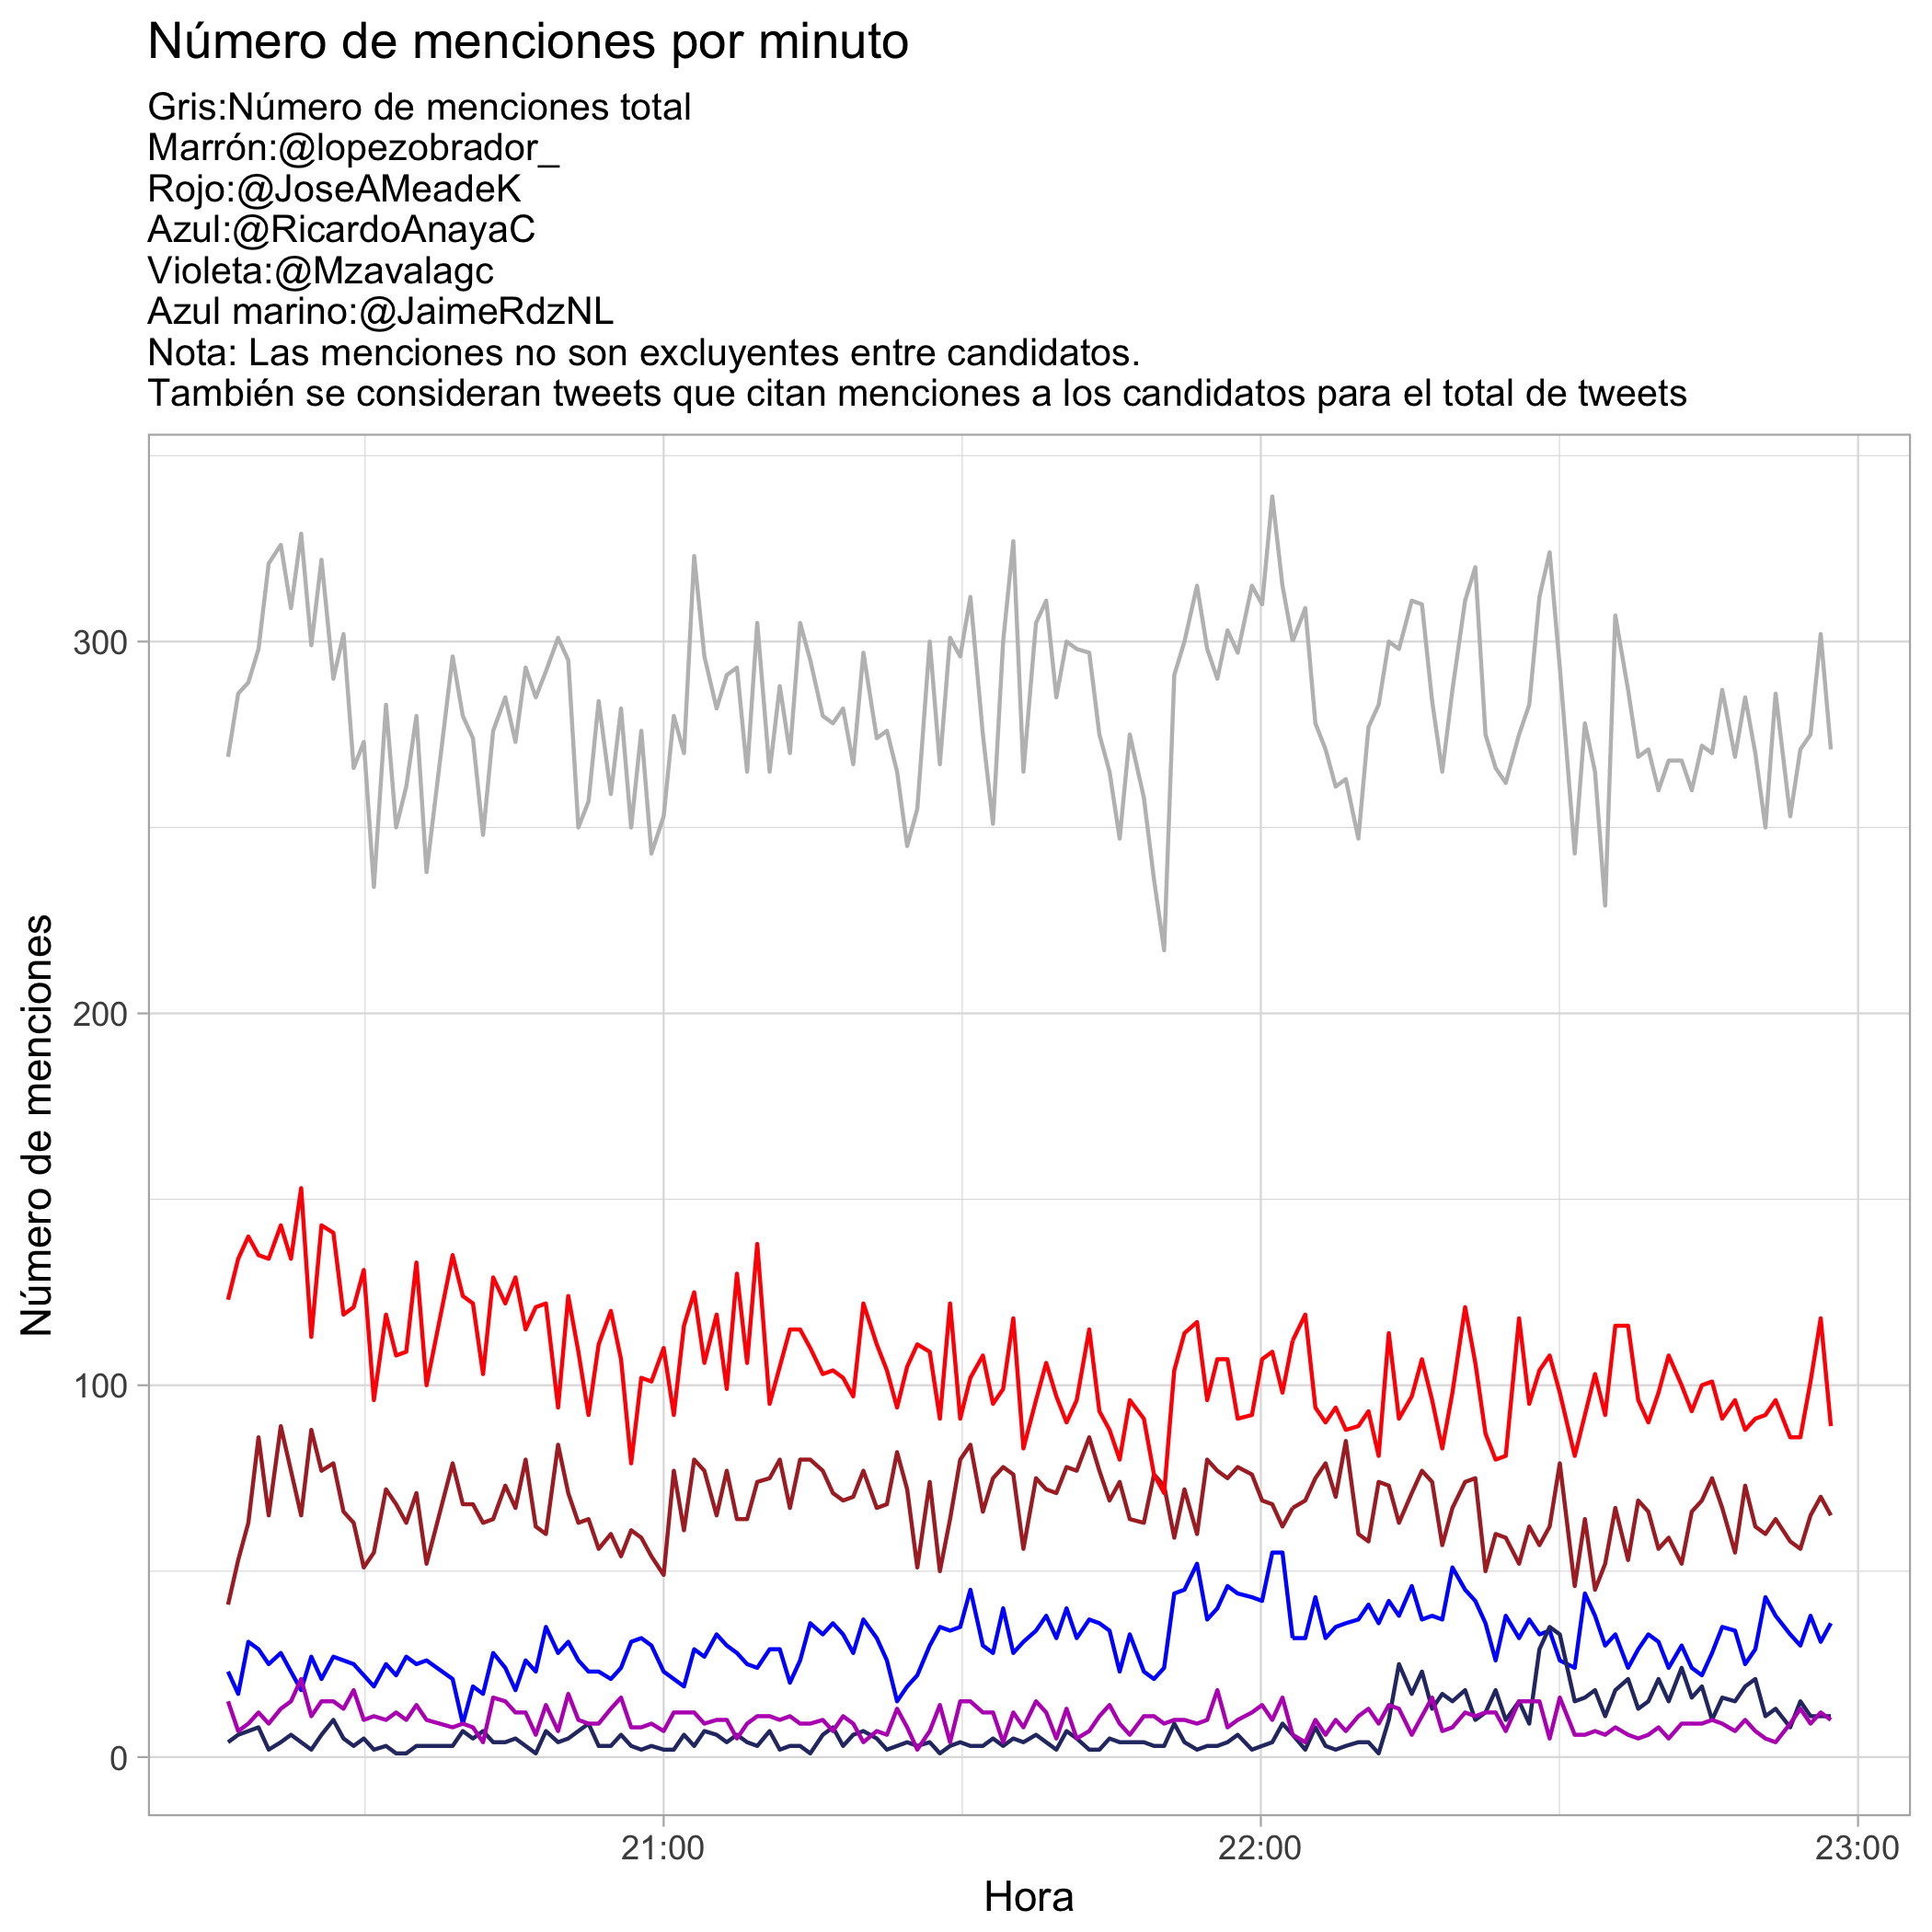 Número de menciones por minuto
Gris:Número de menciones total
Marrón:@lopezobrador_
Rojo:@JoseAMeadeK
Azul:@RicardoAnayaC
Violeta:@Mzavalagc
Azul marino:@JaimeRdzNL
Nota: Las menciones no son excluyentes entre candidatos.
También se consideran tweets que citan menciones a los candidatos para el total de tweets
Número de menciones
300
200
100
0
21:00
22:00
23:00
Hora